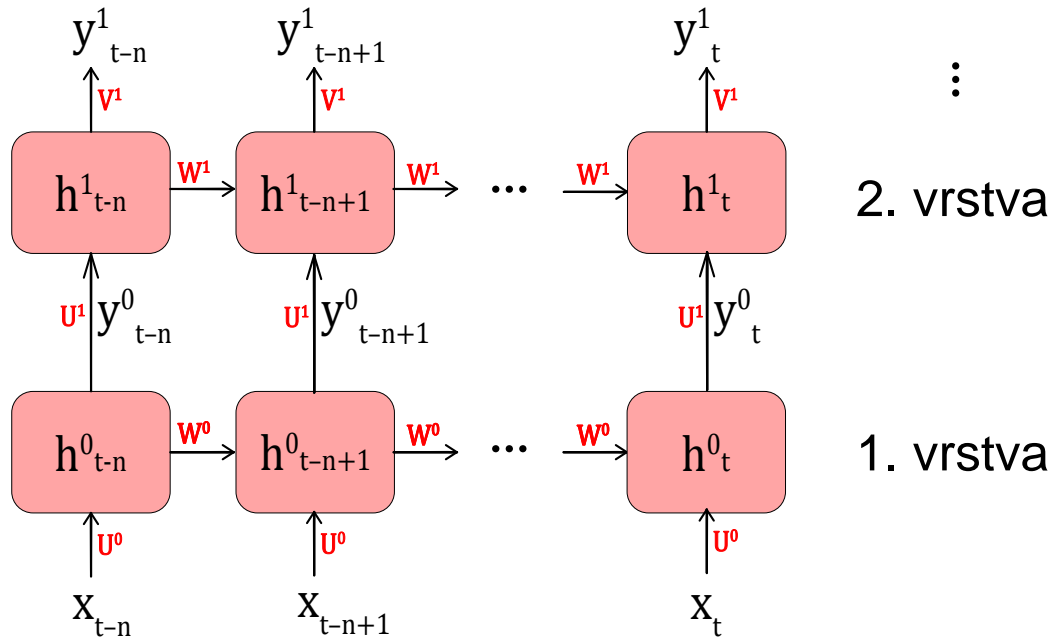 y¹ₜ₋ₙ y¹ₜ₋ₙ₊₁ y¹ₜ ⋮
V¹ V¹ V¹
h¹ₜ₋ₙ W¹ h¹ₜ₋ₙ₊₁ W¹ ... W¹ h¹ₜ 2. vrstva
U¹ y⁰ₜ₋ₙ U¹ y⁰ₜ₋ₙ₊₁ U¹ y⁰ₜ
h⁰ₜ₋ₙ W⁰ h⁰ₜ₋ₙ₊₁ W⁰ ... W⁰ h⁰ₜ 1. vrstva
U⁰ U⁰ U⁰
xₜ₋ₙ xₜ₋ₙ₊₁ xₜ